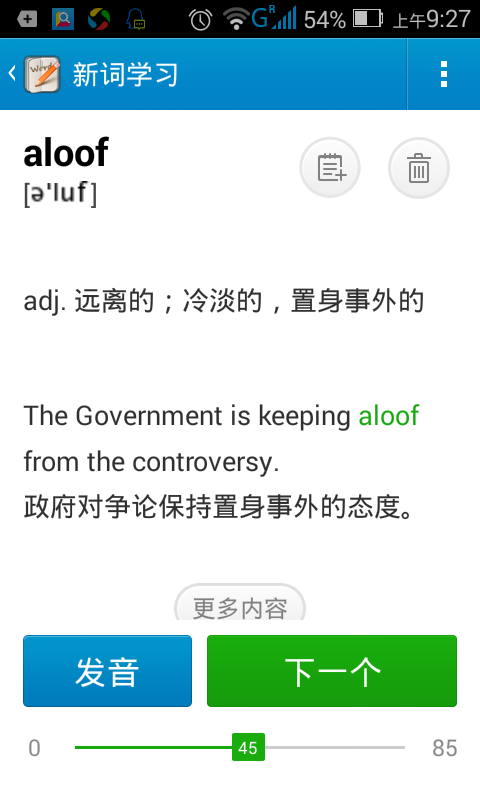 G R 54% 上午9:27
Words 新词学习
aloof
[ə'luf]
adj. 远离的；冷淡的，置身事外的
The Government is keeping aloof
from the controversy.
政府对争论保持置身事外的态度。
更多内容
发音 下一个
0 45 85